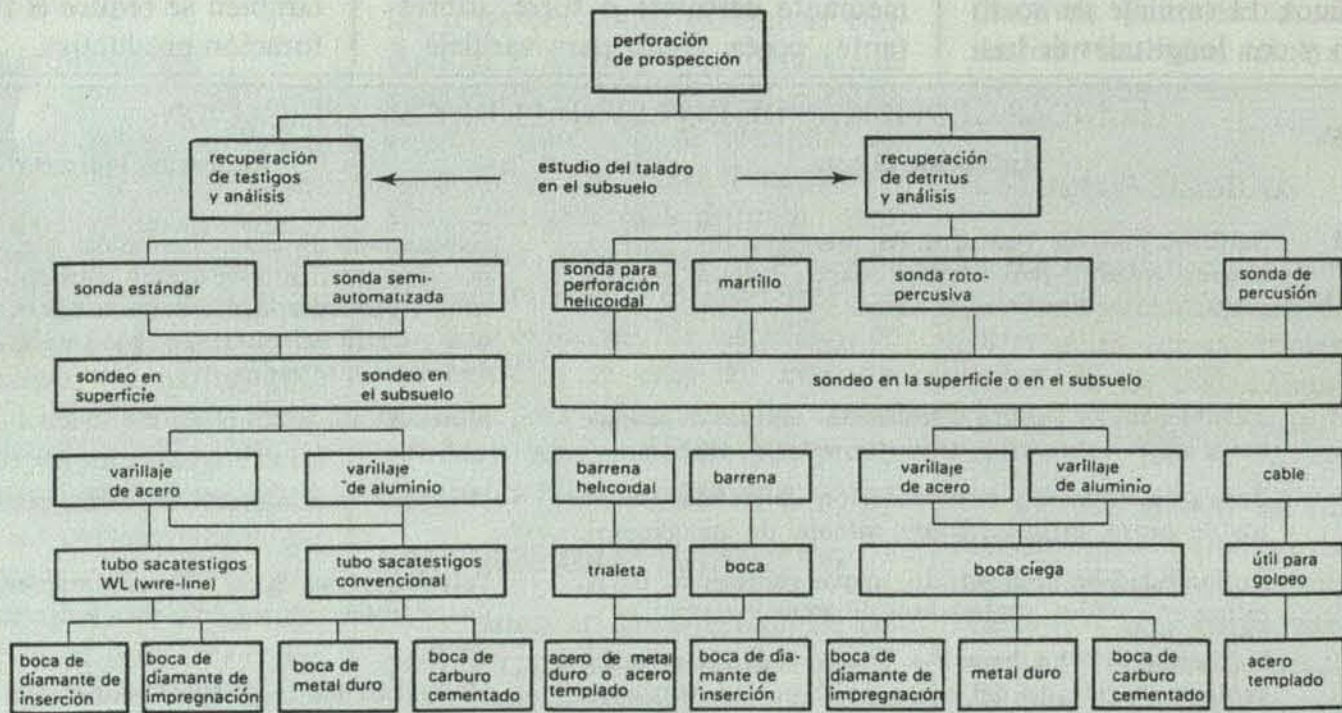 perforación
de prospección
recuperación
de testigos
y análisis
estudio del taladro
en el subsuelo
recuperación
de detritus
y análisis
sonda estándar
sonda semi-
automatizada
sonda para
perforación
helicoidal
martillo
sonda roto-
percusiva
sonda de
percusión
sondeo en
superficie
sondeo en
el subsuelo
sondeo en la superficie o en el subsuelo
varillaje
de acero
varillaje
de aluminio
barrena
helicoidal
barrena
varillaje
de acero
varillaje
de aluminio
cable
tubo sacatestigos
WL (wire-line)
tubo sacatestigos
convencional
trialeta
boca
boca ciega
útil para
golpeo
boca de
diamante de
inserción
boca de
diamante de
impregnación
boca de
metal duro
boca de
carburo
cementado
acero de metal
duro o acero
templado
boca de dia-
mante de
inserción
boca de
diamante de
impregnación
metal duro
boca de
carburo
cementado
acero
templado